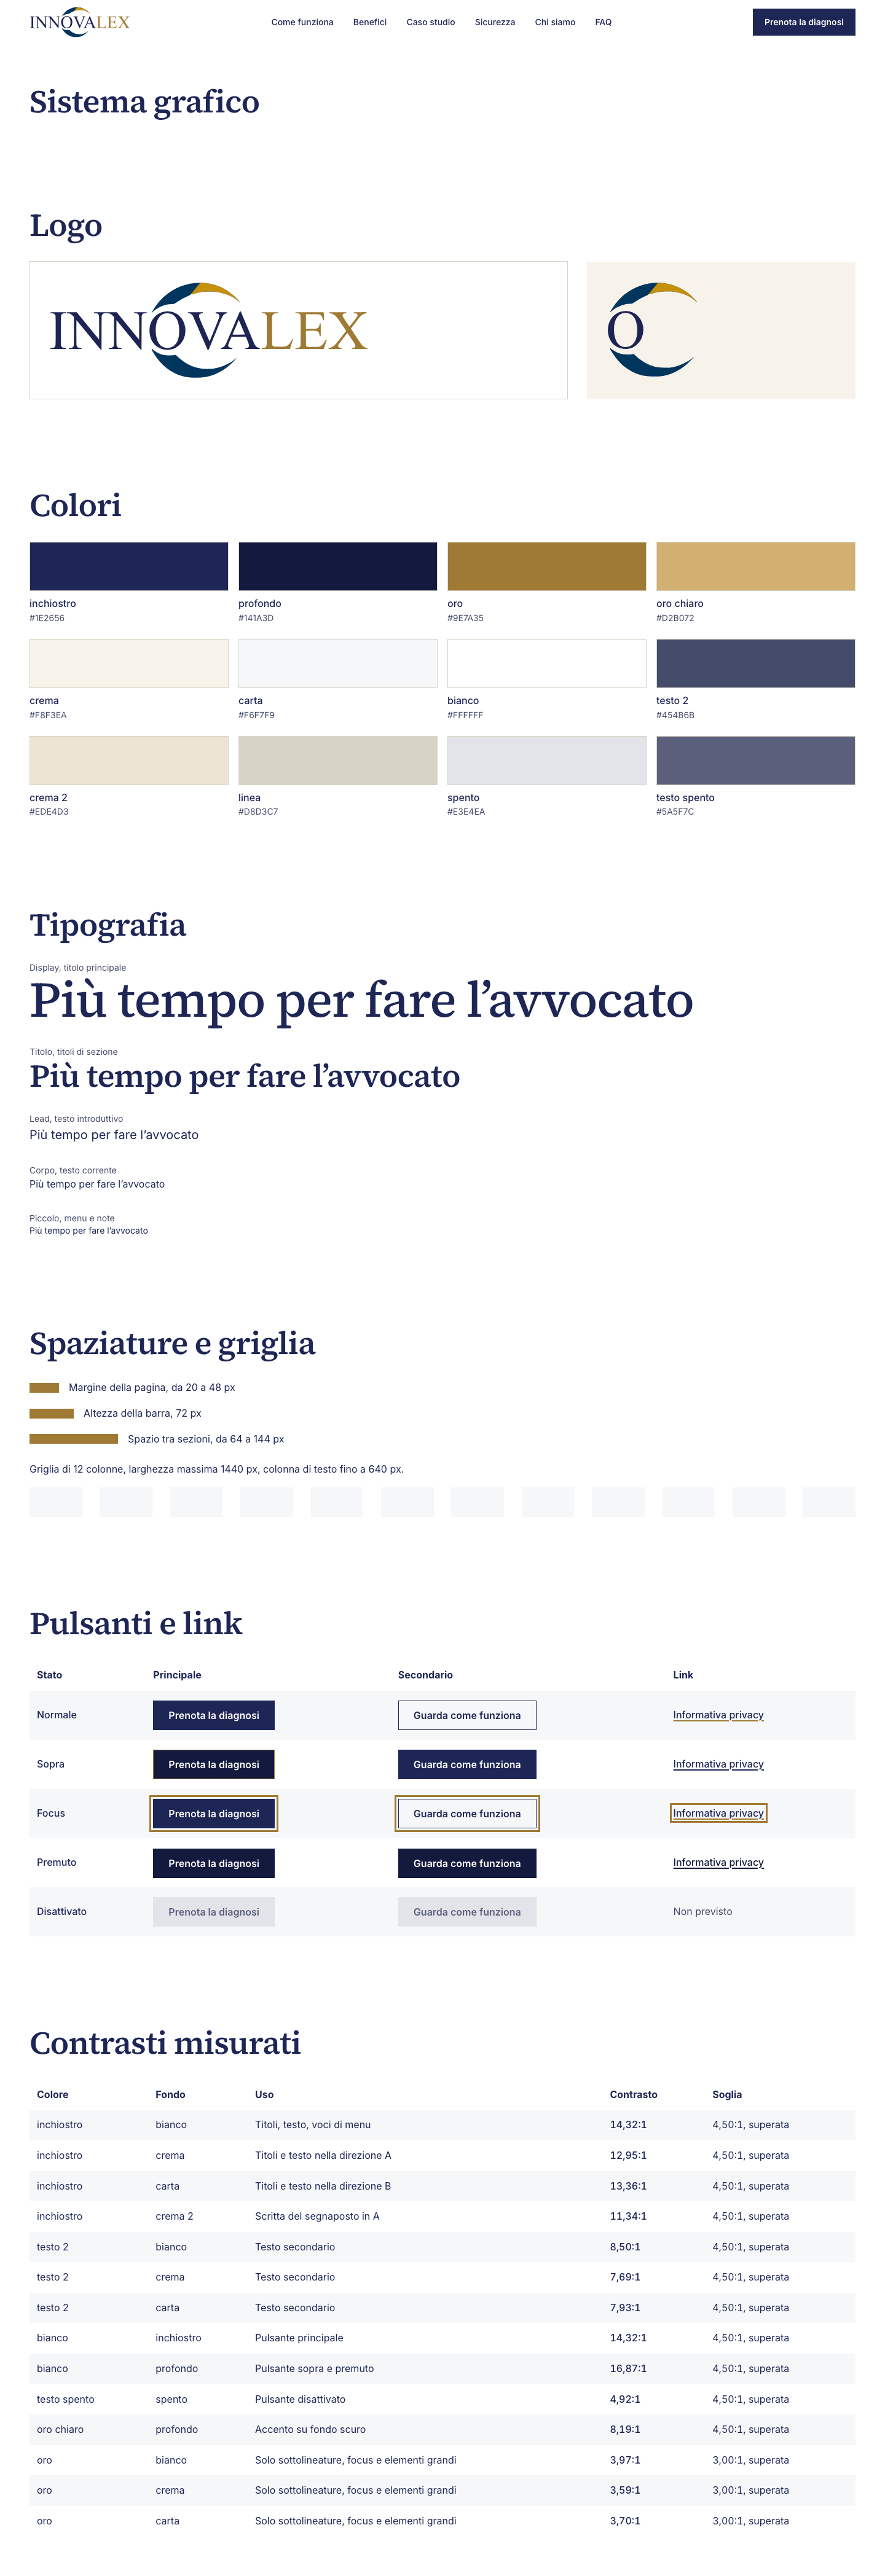 INNOVALEX
Come funziona Benefici Caso studio Sicurezza Chi siamo FAQ
Prenota la diagnosi
Sistema grafico
Logo
INNOVALEX
O
Colori
inchiostro profondo oro oro chiaro
#1E2656 #141A3D #9E7A35 #D2B072
crema carta bianco testo 2
#F8F3EA #F6F7F9 #FFFFFF #454B6B
crema 2 linea spento testo spento
#EDE4D3 #D8D3C7 #E3E4EA #5A5F7C
Tipografia
Display, titolo principale
Più tempo per fare l’avvocato
Titolo, titoli di sezione
Più tempo per fare l’avvocato
Lead, testo introduttivo
Più tempo per fare l’avvocato
Corpo, testo corrente
Più tempo per fare l’avvocato
Piccolo, menu e note
Più tempo per fare l’avvocato
Spaziature e griglia
Margine della pagina, da 20 a 48 px
Altezza della barra, 72 px
Spazio tra sezioni, da 64 a 144 px
Griglia di 12 colonne, larghezza massima 1440 px, colonna di testo fino a 640 px.
Pulsanti e link
Stato Principale Secondario Link
Normale Prenota la diagnosi Guarda come funziona Informativa privacy
Sopra Prenota la diagnosi Guarda come funziona Informativa privacy
Focus Prenota la diagnosi Guarda come funziona Informativa privacy
Premuto Prenota la diagnosi Guarda come funziona Informativa privacy
Disattivato Prenota la diagnosi Guarda come funziona Non previsto
Contrasti misurati
Colore Fondo Uso Contrasto Soglia
inchiostro bianco Titoli, testo, voci di menu 14,32:1 4,50:1, superata
inchiostro crema Titoli e testo nella direzione A 12,95:1 4,50:1, superata
inchiostro carta Titoli e testo nella direzione B 13,36:1 4,50:1, superata
inchiostro crema 2 Scritta del segnaposto in A 11,34:1 4,50:1, superata
testo 2 bianco Testo secondario 8,50:1 4,50:1, superata
testo 2 crema Testo secondario 7,69:1 4,50:1, superata
testo 2 carta Testo secondario 7,93:1 4,50:1, superata
bianco inchiostro Pulsante principale 14,32:1 4,50:1, superata
bianco profondo Pulsante sopra e premuto 16,87:1 4,50:1, superata
testo spento spento Pulsante disattivato 4,92:1 4,50:1, superata
oro chiaro profondo Accento su fondo scuro 8,19:1 4,50:1, superata
oro bianco Solo sottolineature, focus e elementi grandi 3,97:1 3,00:1, superata
oro crema Solo sottolineature, focus e elementi grandi 3,59:1 3,00:1, superata
oro carta Solo sottolineature, focus e elementi grandi 3,70:1 3,00:1, superata